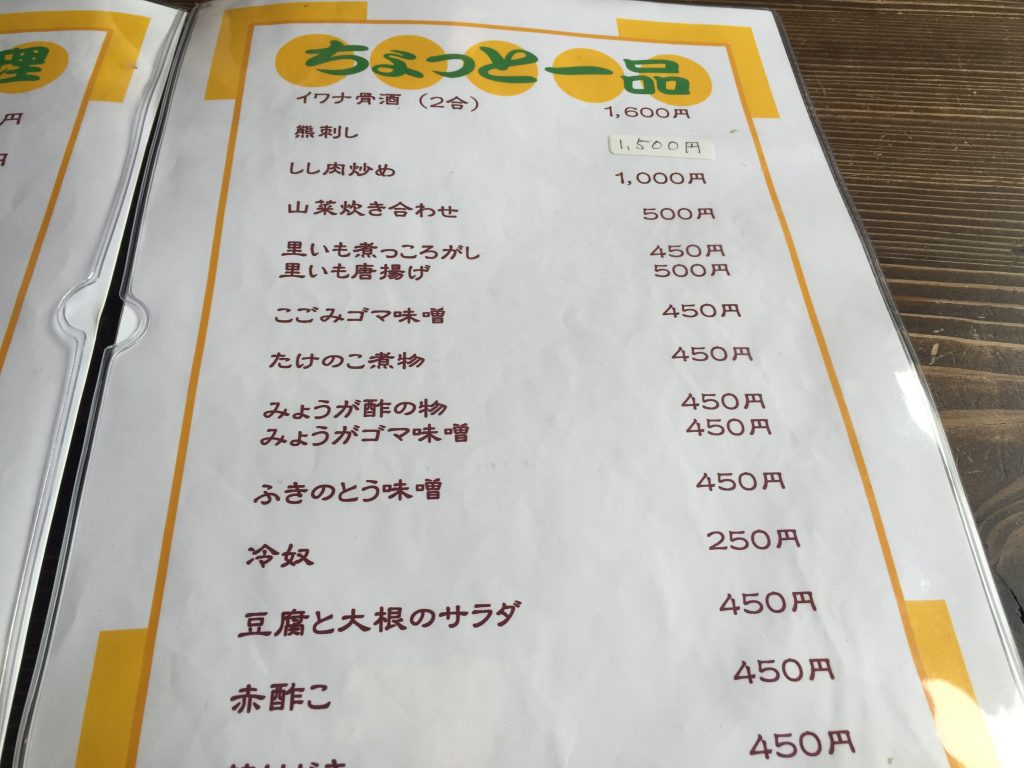 理
円
円
ちょっと一品
イワナ骨酒（2合） 1,600円
熊刺し 1,500円
しし肉炒め 1,000円
山菜炊き合わせ 500円
里いも煮っころがし 450円
里いも唐揚げ 500円
こごみゴマ味噌 450円
たけのこ煮物 450円
みょうが酢の物 450円
みょうがゴマ味噌 450円
ふきのとう味噌 450円
冷奴 250円
豆腐と大根のサラダ 450円
赤酢こ 450円
450円